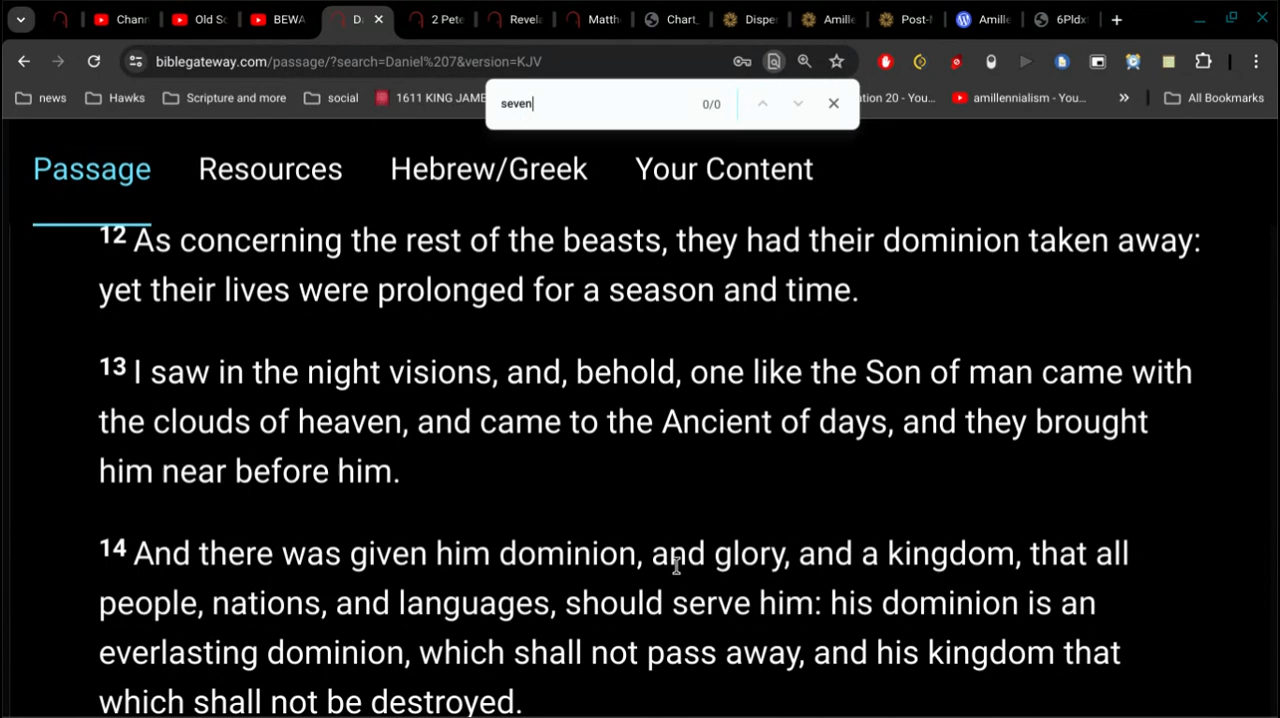 Chann
Old Sc
BEWA
D
2 Pete
Revela
Matth
Chart_
Disper
Amille
Post-M
Amille
6Pldx
biblegateway.com/passage/?search=Daniel%207&version=KJV
news
Hawks
Scripture and more
social
1611 KING JAME
ation 20 - You...
amillennialism - You...
»
All Bookmarks
seven
0/0
Passage
Resources
Hebrew/Greek
Your Content
12 As concerning the rest of the beasts, they had their dominion taken away:
yet their lives were prolonged for a season and time.
13 I saw in the night visions, and, behold, one like the Son of man came with
the clouds of heaven, and came to the Ancient of days, and they brought
him near before him.
14 And there was given him dominion, and glory, and a kingdom, that all
people, nations, and languages, should serve him: his dominion is an
everlasting dominion, which shall not pass away, and his kingdom that
which shall not be destroyed.